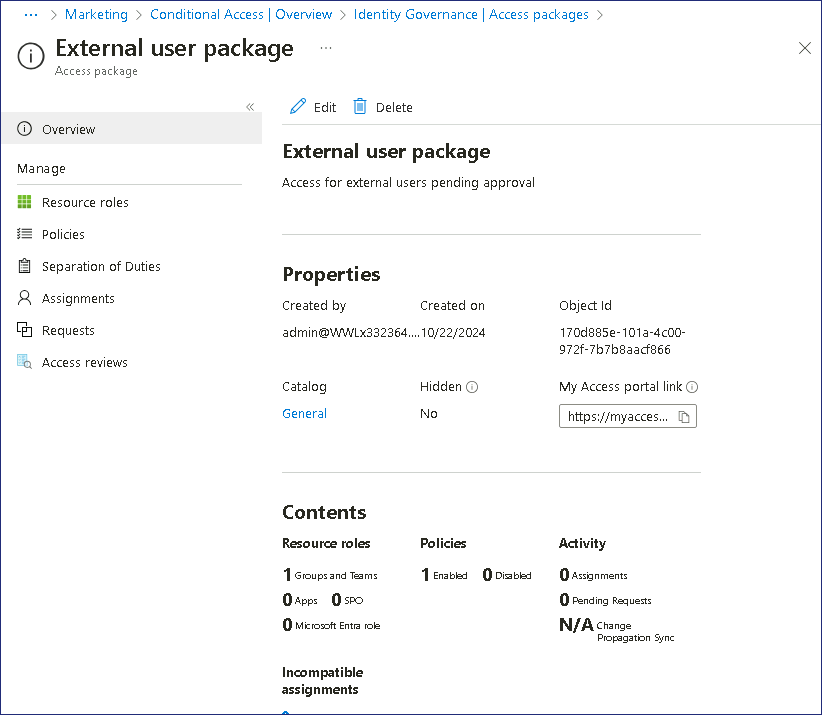 ··· > Marketing > Conditional Access | Overview > Identity Governance | Access packages >
External user package ···
Access package
«
Edit Delete
Overview
Manage
Resource roles
Policies
Separation of Duties
Assignments
Requests
Access reviews
External user package
Access for external users pending approval
Properties
Created by Created on Object Id
admin@WWLx332364.... 10/22/2024 170d885e-101a-4c00-
972f-7b7b8aacf866
Catalog Hidden My Access portal link
General No https://myacces...
Contents
Resource roles Policies Activity
1 Groups and Teams 1 Enabled 0 Disabled 0 Assignments
0 Apps 0 SPO 0 Pending Requests
0 Microsoft Entra role N/A Change
Propagation Sync
Incompatible
assignments